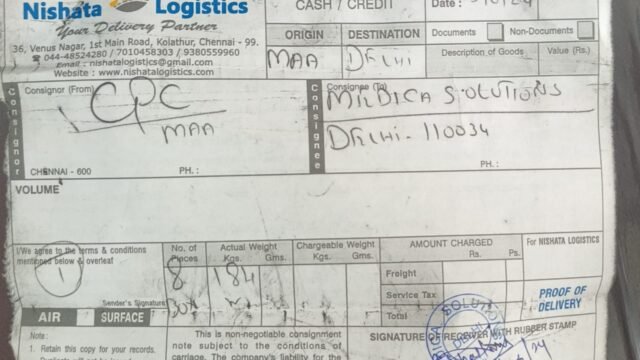 Nishata Logistics
Your Delivery Partner
36, Venus Nagar, 1st Main Road, Kolathur, Chennai - 99.
044-48524280 / 7010458303 / 9380559960
Email : nishatalogistics@gmail.com
Website : www.nishatalogistics.com
CASH / CREDIT
Date :
ORIGIN DESTINATION
MAA DELHI
Documents Non-Documents
Description of Goods Value (Rs.)
Consignor
Consignor (From)
CPC
MAA
CHENNAI - 600 PH. :
Consignee
Consignee (To)
SOLUTIONS
DELHI - 110034
PH. :
VOLUME
I/We agree to the terms & conditions
mentioned below & overleaf
1
Sender's Signature
AIR SURFACE
No. of Pieces
8
BOX
Actual Weight
Kgs. Gms.
184
Chargeable Weight
Kgs. Gms.
AMOUNT CHARGED
Rs. Ps.
Freight
Service Tax
Total
For NISHATA LOGISTICS
PROOF OF
DELIVERY
Note :
1. Retain this copy for your records.
This is non-negotiable consignment
note subject to the conditions of
carriage. The company's liability for the
SIGNATURE OF RECEIVER WITH RUBBER STAMP